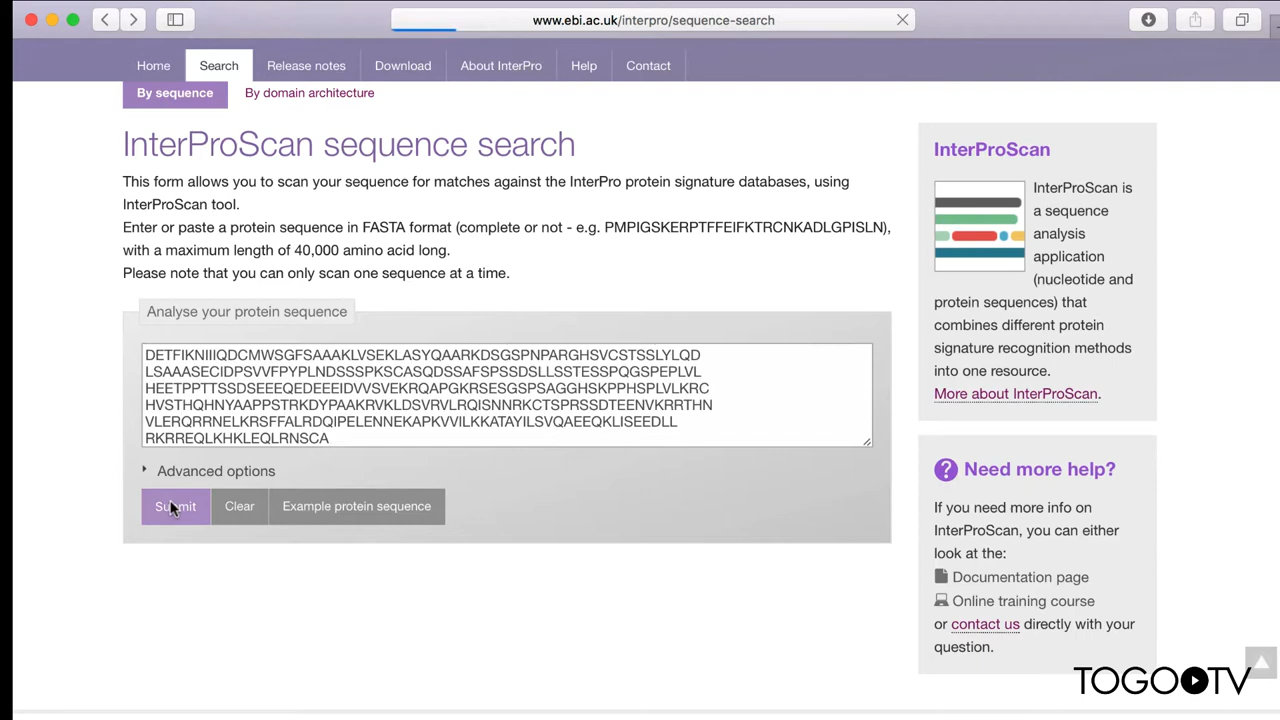 www.ebi.ac.uk/interpro/sequence-search
Home Search Release notes Download About InterPro Help Contact
By sequence By domain architecture
InterProScan sequence search
This form allows you to scan your sequence for matches against the InterPro protein signature databases, using
InterProScan tool.
Enter or paste a protein sequence in FASTA format (complete or not - e.g. PMPIGSKERPTFFEIFKTRCNKADLGPISLN),
with a maximum length of 40,000 amino acid long.
Please note that you can only scan one sequence at a time.
Analyse your protein sequence
DETFIKNIIIQDCMWSGFSAAAKLVSEKLASYQAARKDSGSPNPARGHSVCSTSSLYLQD
LSAAASECIDPSVVFPYPLNDSSSPKSCASQDSSAFSPSSDSLLSSTESSPQGSPEPLVL
HEETPPTTSSDSEEEQEDEEEIDVVSVEKRQAPGKRSESGSPSAGGHSKPPHSPLVLKRC
HVSTHQHNYAAPPSTRKDYPAAKRVKLDSVRVLRQISNNRKCTSPRSSDTEENVKRRTHN
VLERQRRNELKRSFFALRDQIPELENNEKAPKVVILKKATAYILSVQAEEQKLISEEDLL
RKRREQLKHKLEQLRNSCA
Advanced options
Submit Clear Example protein sequence
InterProScan
InterProScan is
a sequence
analysis
application
(nucleotide and
protein sequences) that
combines different protein
signature recognition methods
into one resource.
More about InterProScan.
? Need more help?
If you need more info on
InterProScan, you can either
look at the:
Documentation page
Online training course
or contact us directly with your
question.
TOGOTV